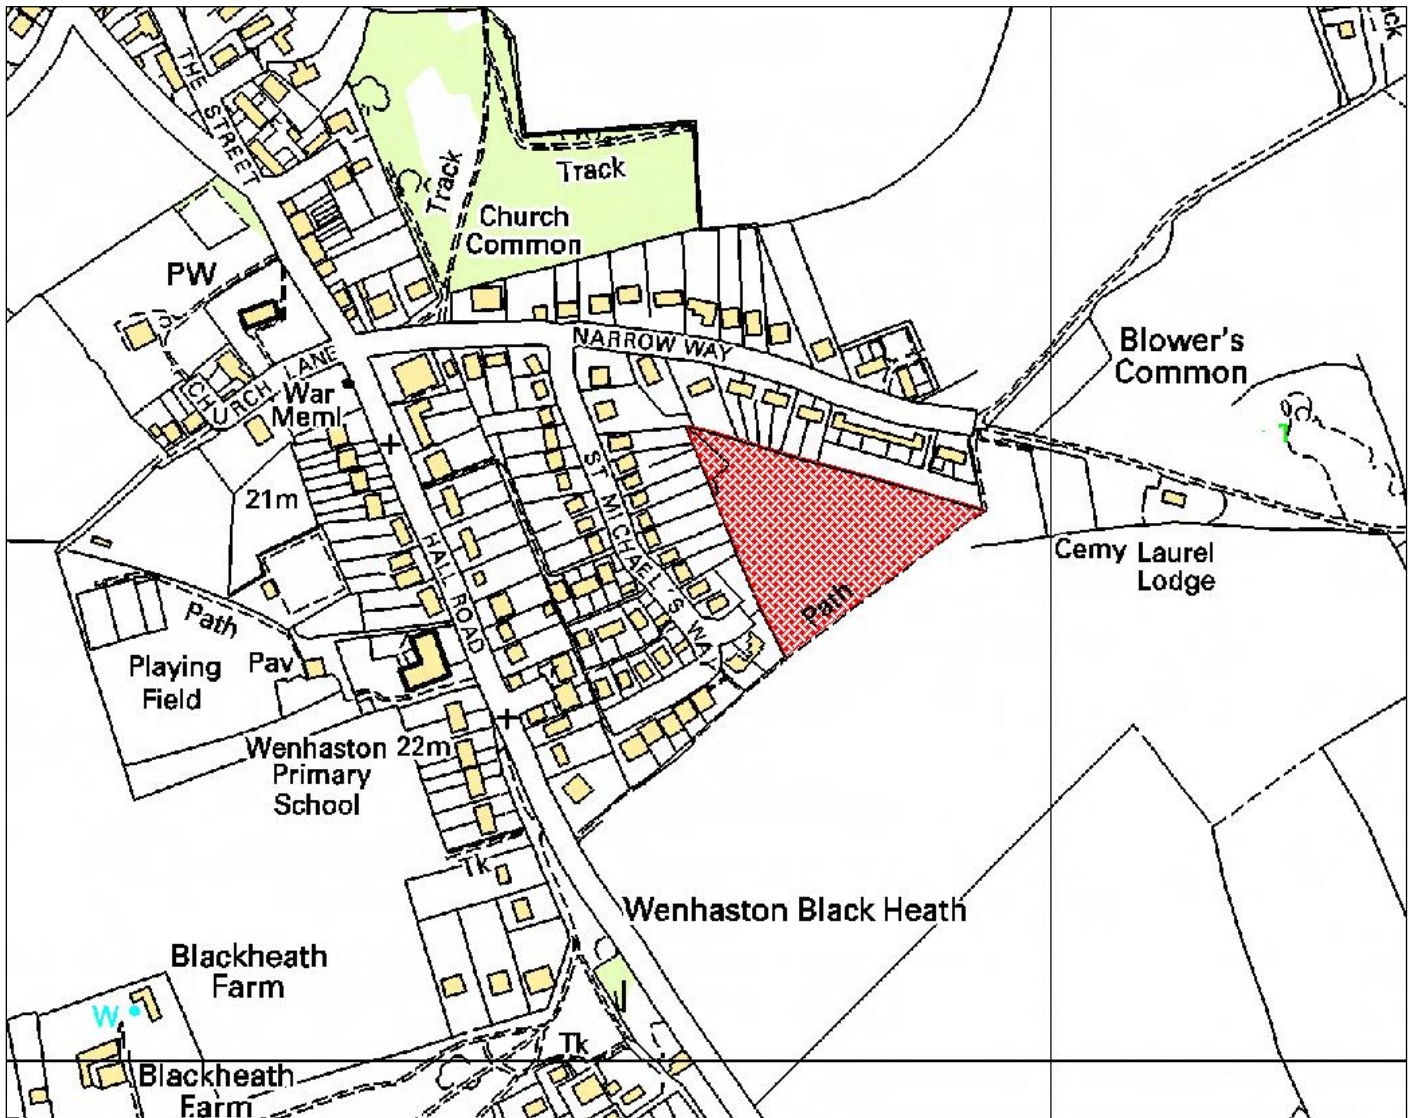 THE STREET
Track
Track
Church
Common
PW
NARROW WAY
CHURCH LANE
War
Meml
Blower's
Common
21m
ST MICHAEL'S WAY
HALL ROAD
Cemy
Laurel
Lodge
Path
Path
Playing
Field
Pav
Wenhaston
Primary
School
22m
Tk
Wenhaston Black Heath
Blackheath
Farm
W
Tk
Blackheath
Farm